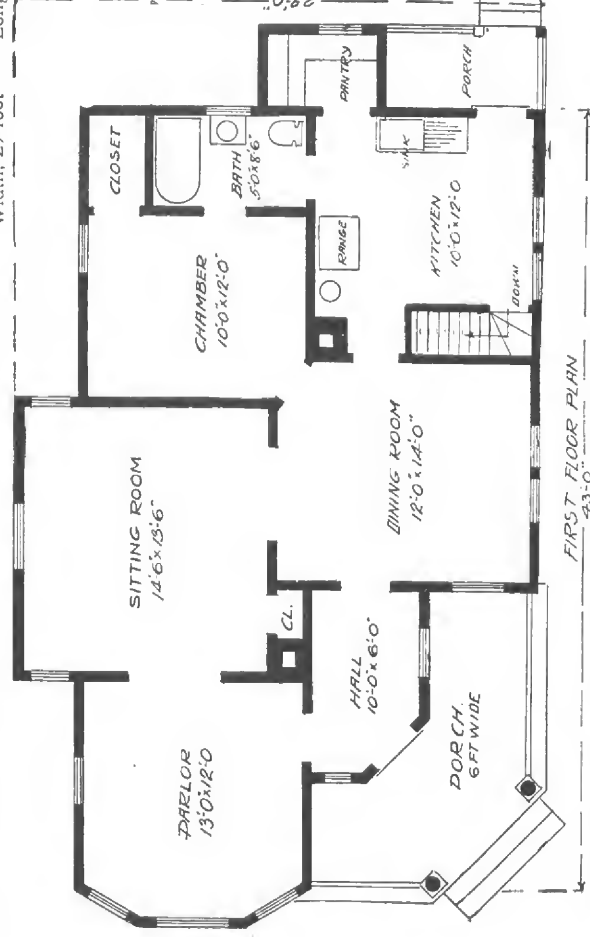 CLOSET
BATH
5'-0"x8'-6"
PANTRY
PORCH
SINK
CHAMBER
10'-0"x12'-0"
RANGE
KITCHEN
10'-0"x12'-0
DOWN
SITTING ROOM
14'-6"x13'-6"
DINING ROOM
12'-0"x14'-0"
CL.
HALL
10'-0"x6'-0"
PARLOR
13'-0"x12'-0
PORCH.
6 FT WIDE
FIRST FLOOR PLAN
43'-0"